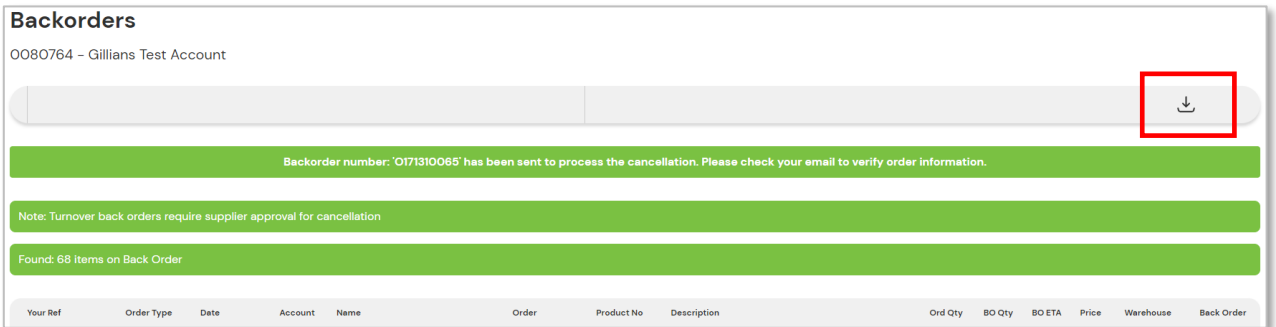 Backorders
0080764 - Gillians Test Account
Backorder number: '0171310065' has been sent to process the cancellation. Please check your email to verify order information.
Note: Turnover back orders require supplier approval for cancellation
Found: 68 items on Back Order
Your Ref Order Type Date Account Name Order Product No Description Ord Qty BO Qty BO ETA Price Warehouse Back Order